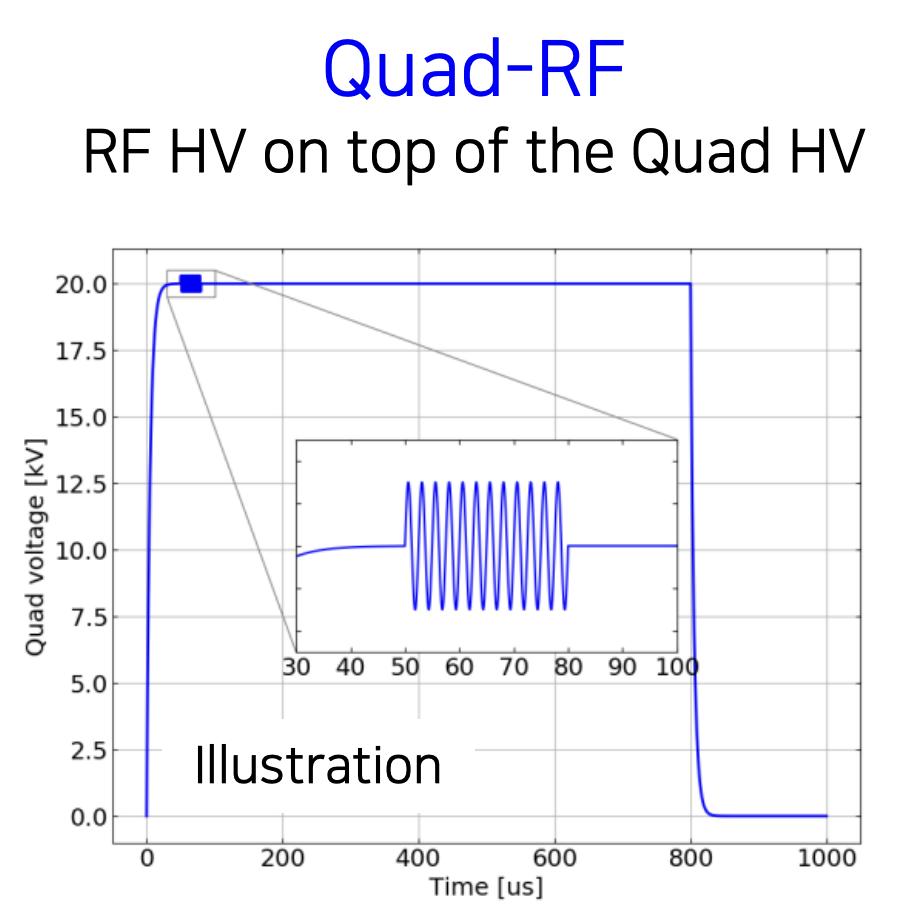 Quad-RF
RF HV on top of the Quad HV
20.0
17.5
15.0
12.5
10.0
7.5
5.0
2.5
0.0
Quad voltage [kV]
30 40 50 60 70 80 90 100
Illustration
0 200 400 600 800 1000
Time [us]